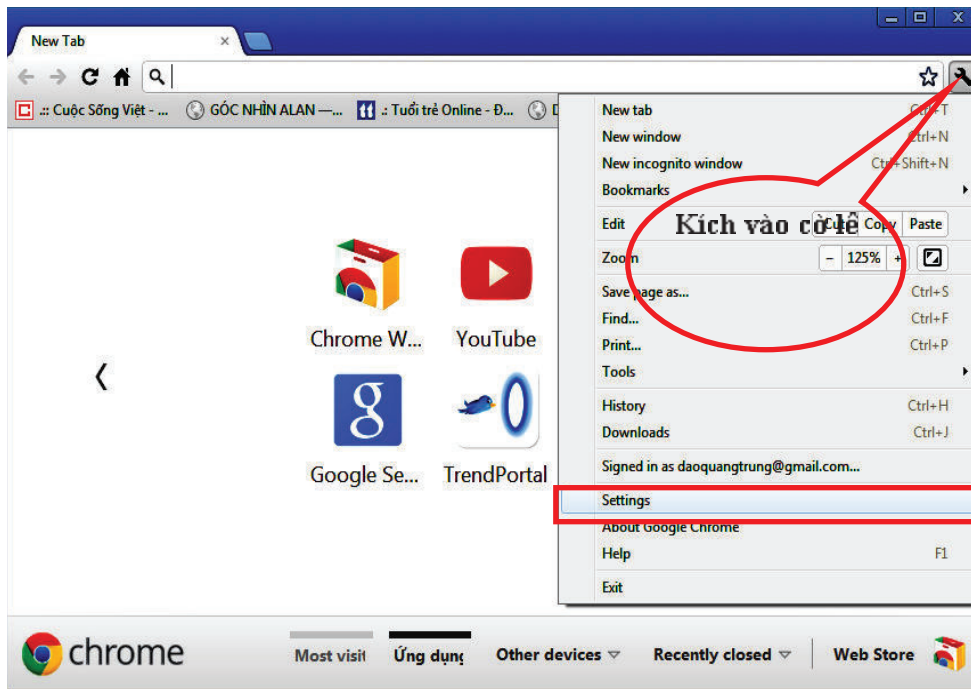 New Tab
.:: Cuộc Sống Việt - ... GÓC NHÌN ALAN —... .: Tuổi trẻ Online - Đ...
New tab Ctrl+T
New window Ctrl+N
New incognito window Ctrl+Shift+N
Bookmarks
Edit Cut Copy Paste
Kích vào cờ lê
Zoom - 125% +
Save page as... Ctrl+S
Find... Ctrl+F
Print... Ctrl+P
Tools
History Ctrl+H
Downloads Ctrl+J
Signed in as daoquangtrung@gmail.com...
Settings
About Google Chrome
Help F1
Exit
Chrome W... YouTube
Google Se... TrendPortal
chrome Most visit Ứng dụng Other devices Recently closed Web Store